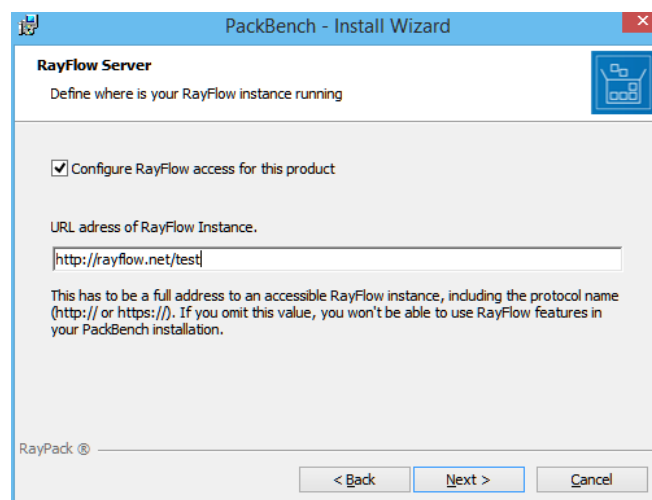 PackBench - Install Wizard
RayFlow Server
Define where is your RayFlow instance running
Configure RayFlow access for this product
URL adress of RayFlow Instance.
http://rayflow.net/test
This has to be a full address to an accessible RayFlow instance, including the protocol name
(http:// or https://). If you omit this value, you won't be able to use RayFlow features in
your PackBench installation.
RayPack ®
< Back Next > Cancel